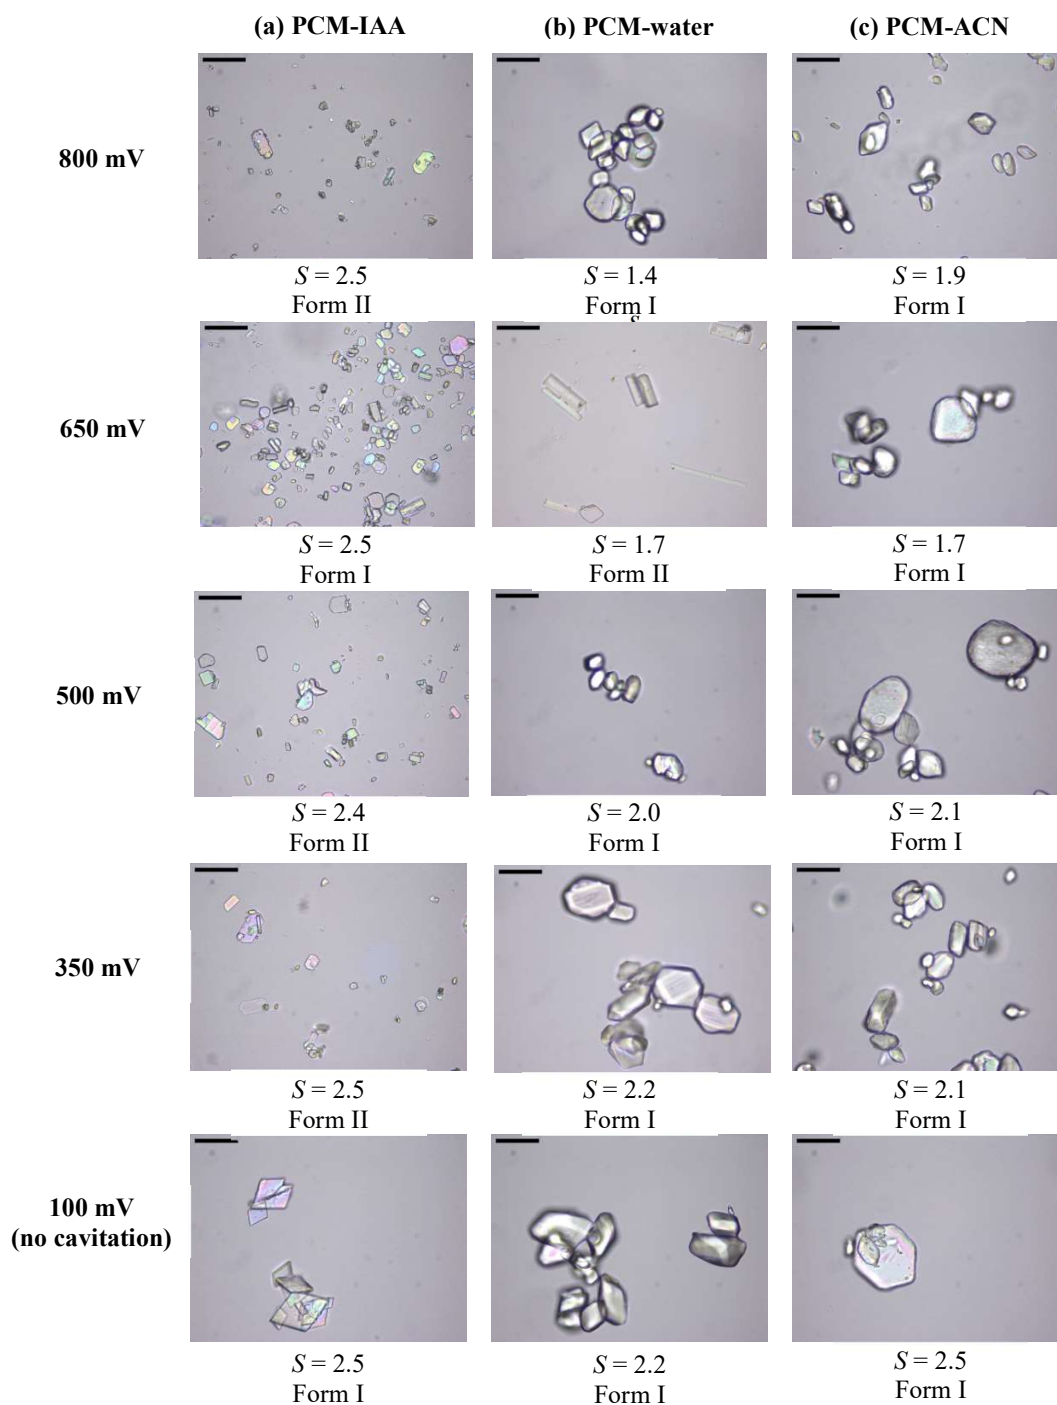 (a) PCM-IAA (b) PCM-water (c) PCM-ACN
800 mV
S = 2.5 S = 1.4 S = 1.9
Form II Form I Form I
650 mV
S = 2.5 S = 1.7 S = 1.7
Form I Form II Form I
500 mV
S = 2.4 S = 2.0 S = 2.1
Form II Form I Form I
350 mV
S = 2.5 S = 2.2 S = 2.1
Form II Form I Form I
100 mV
(no cavitation)
S = 2.5 S = 2.2 S = 2.5
Form I Form I Form I